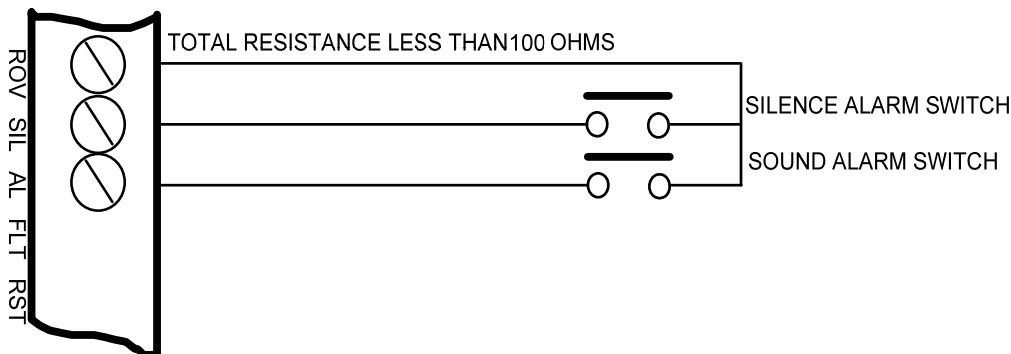 TOTAL RESISTANCE LESS THAN100 OHMS
ROV
SIL
AL
FLT
RST
SILENCE ALARM SWITCH
SOUND ALARM SWITCH